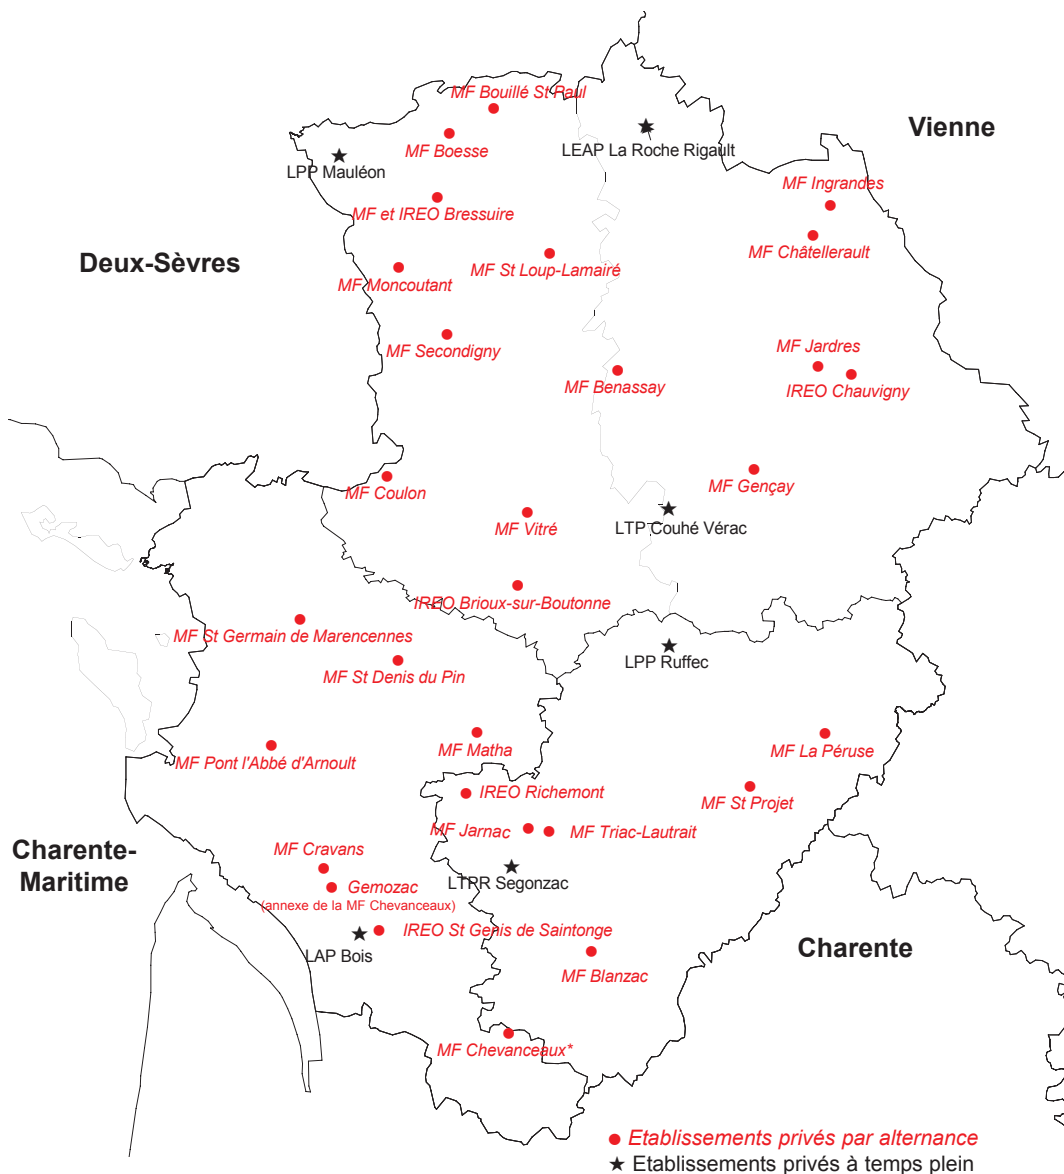 MF Bouillé St Raul
Vienne
MF Boesse
LEAP La Roche Rigault
LPP Mauléon
MF Ingrandes
MF et IREO Bressuire
MF Châtellerault
Deux-Sèvres
MF St Loup-Lamairé
MF Moncoutant
MF Secondigny
MF Jardres
MF Benassay
IREO Chauvigny
MF Coulon
MF Gençay
MF Vitré
LTP Couhé Vérac
IREO Brioux-sur-Boutonne
MF St Germain de Marencennes
LPP Ruffec
MF St Denis du Pin
MF Matha
MF La Péruse
MF Pont l'Abbé d'Arnoult
IREO Richemont
MF St Projet
MF Jarnac
MF Triac-Lautrait
Charente-
Maritime
MF Cravans
LTPR Segonzac
Gemozac
(annexe de la MF Chevanceaux)
IREO St Genis de Saintonge
LAP Bois
Charente
MF Blanzac
MF Chevanceaux*
Etablissements privés par alternance
Etablissements privés à temps plein